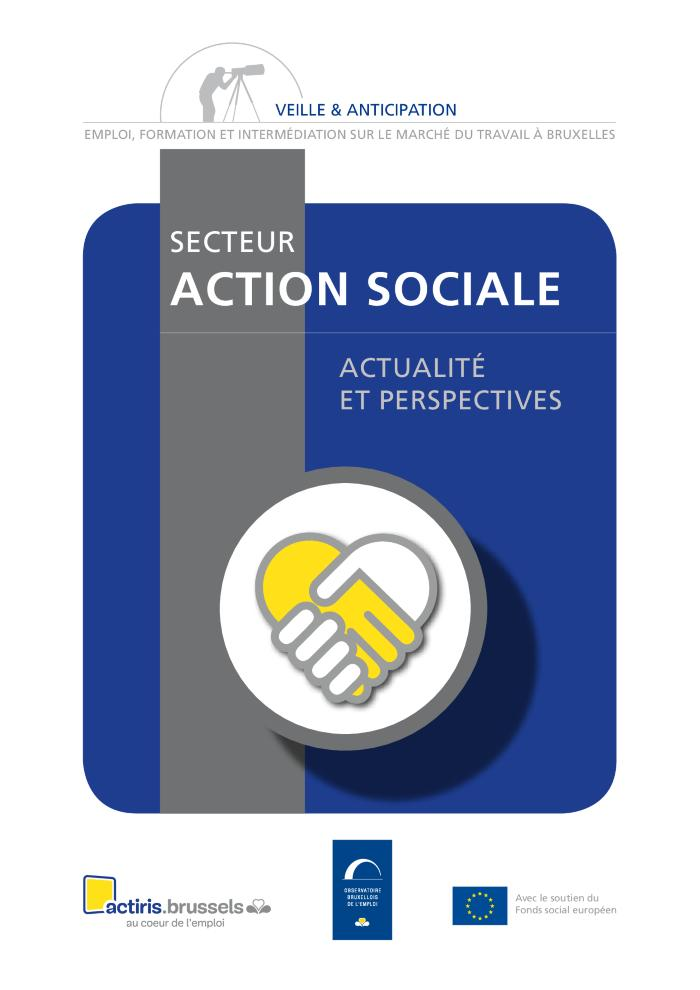 VEILLE & ANTICIPATION
EMPLOI, FORMATION ET INTERMÉDIATION SUR LE MARCHÉ DU TRAVAIL À BRUXELLES
SECTEUR
ACTION SOCIALE
ACTUALITÉ
ET PERSPECTIVES
actiris.brussels
au coeur de l'emploi
OBSERVATOIRE
BRUXELLOIS
DE L'EMPLOI
Avec le soutien du
Fonds social européen